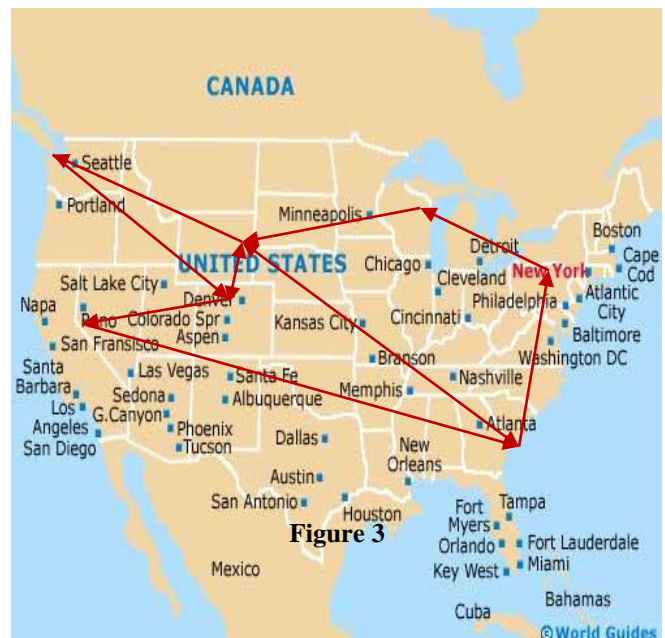 CANADA
Seattle
Portland
Minneapolis
Boston
Detroit
Cape
Cod
UNITED STATES
Chicago
New York
Salt Lake City
Cleveland
Napa
Denver
Philadelphia
Atlantic
City
Reno
Colorado Spr
Kansas City
Cincinnati
Baltimore
San Fransisco
Aspen
Washington DC
Santa
Barbara
Las Vegas
Santa Fe
Branson
Nashville
Memphis
Sedona
Albuquerque
Los
Angeles
G.Canyon
Atlanta
Phoenix
San Diego
Tucson
Dallas
New
Orleans
Austin
San Antonio
Houston
Fort
Myers
Tampa
Figure 3
Orlando
Fort Lauderdale
Mexico
Key West
Miami
Bahamas
Cuba
©World Guides